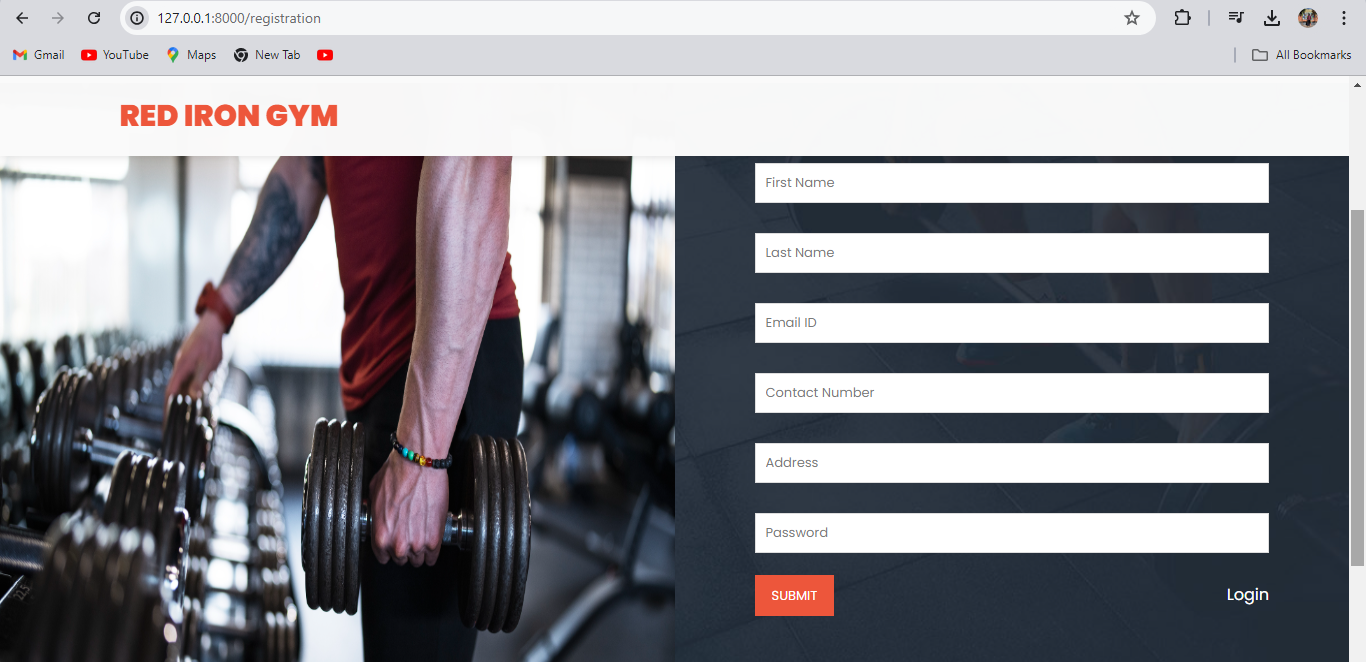 127.0.0.1:8000/registration
Gmail YouTube Maps New Tab All Bookmarks
RED IRON GYM
First Name
Last Name
Email ID
Contact Number
Address
Password
SUBMIT Login